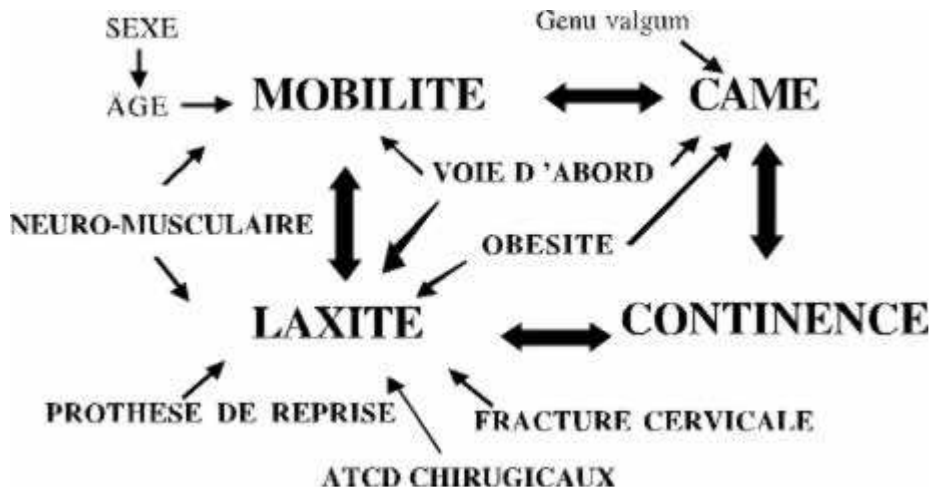 SEXE
Genu valgum
ÂGE
MOBILITE
CAME
VOIE D 'ABORD
NEURO-MUSCULAIRE
OBESITE
LAXITE
CONTINENCE
PROTHESE DE REPRISE
FRACTURE CERVICALE
ATCD CHIRUGICAUX